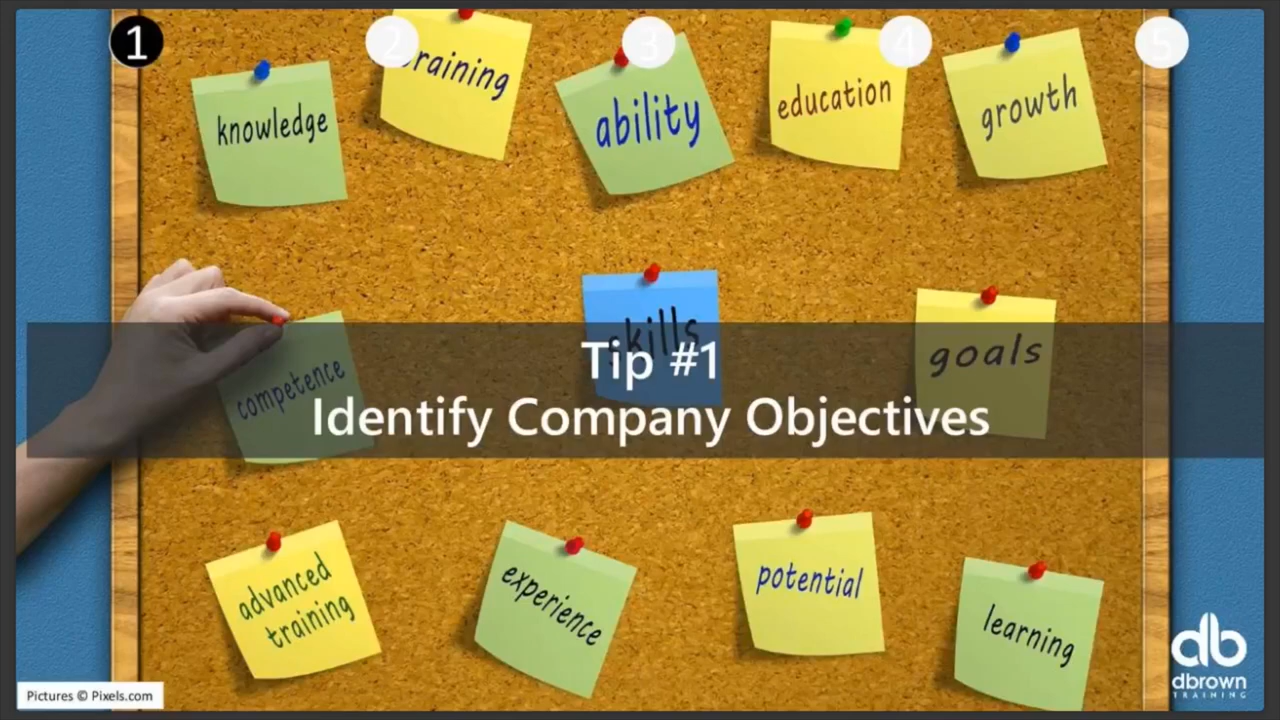 1
2
3
4
5
knowledge
training
ability
education
growth
competence
skills
goals
Tip #1
Identify Company Objectives
advanced
training
experience
potential
learning
Pictures © Pixels.com
db
dbrown
TRAINING